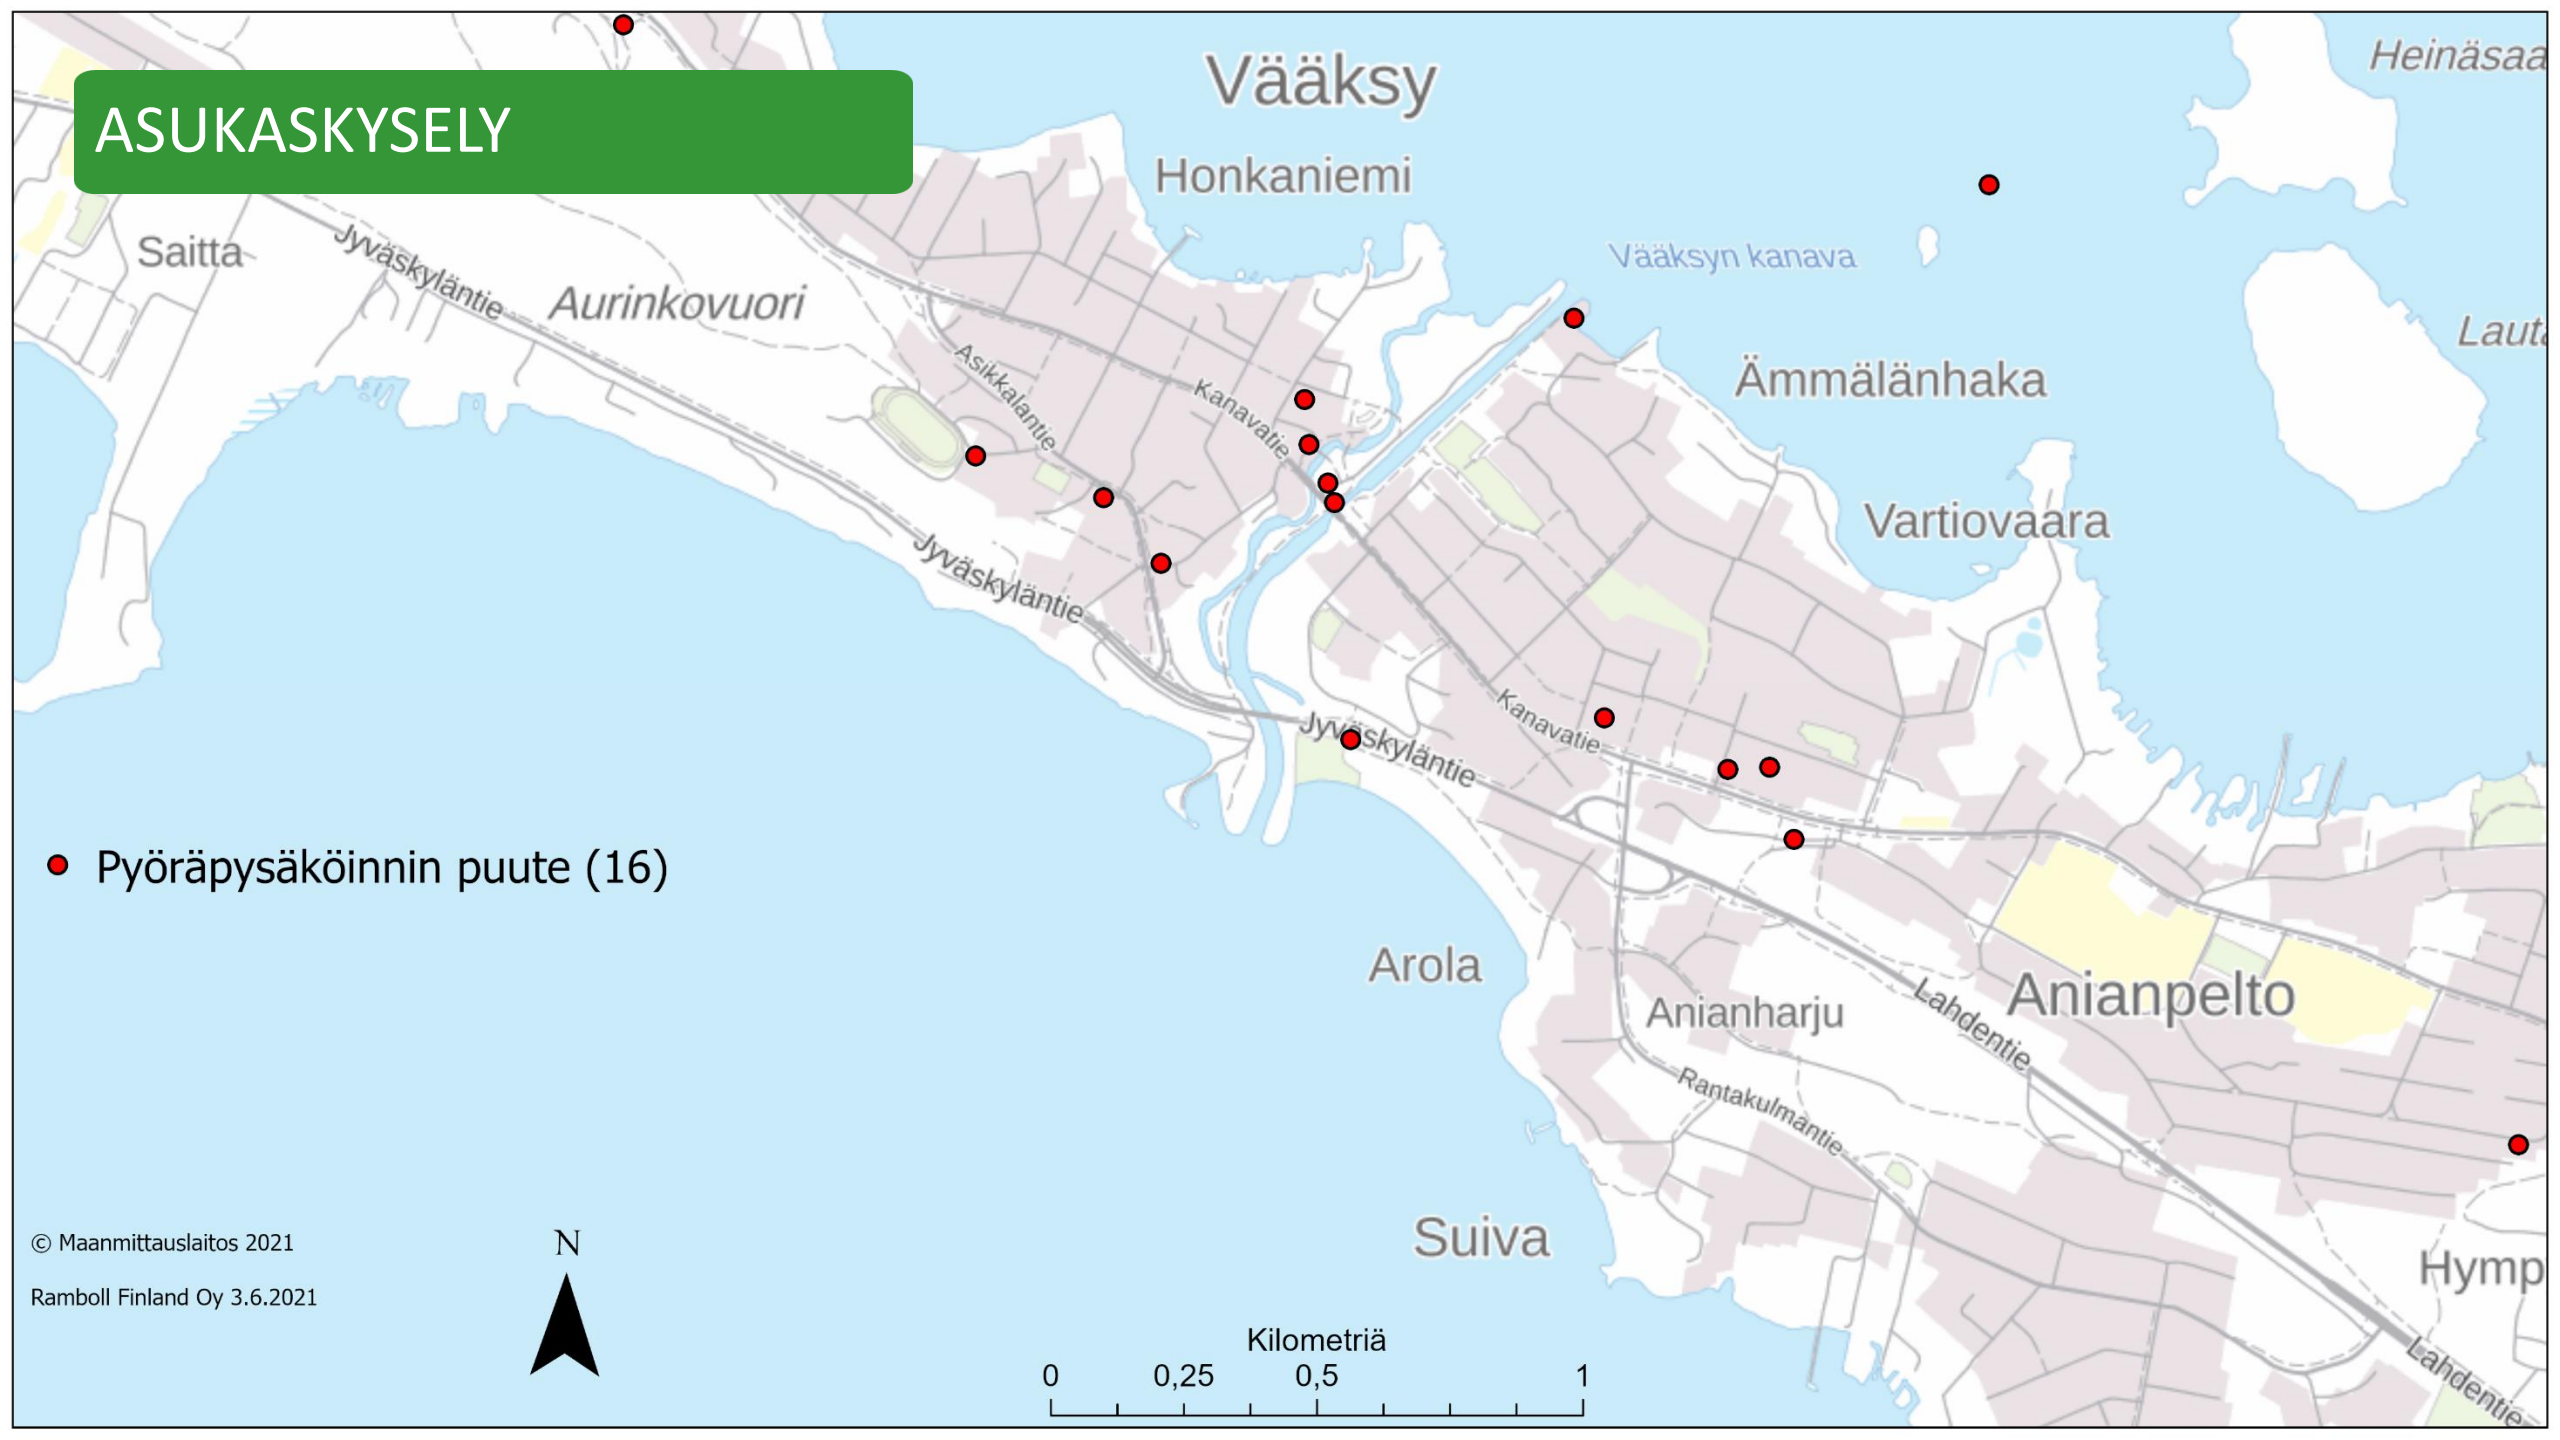 Vääksy
Heinäsaa
ASUKASKYSELY
Honkaniemi
Saitta
Jyväskyläntie
Aurinkovuori
Vääksyn kanava
Laut
Asikkalantie
Kanavatie
Ämmälänhaka
Vartiovaara
Jyväskyläntie
Kanavatie
Jyväskyläntie
Pyöräpysäköinnin puute (16)
Arola
Anianharju
Lahdentie
Anianpelto
Rantakulmantie
Suiva
Hymp
© Maanmittauslaitos 2021
N
Ramboll Finland Oy 3.6.2021
Kilometriä
0 0,25 0,5 1
Lahdentie